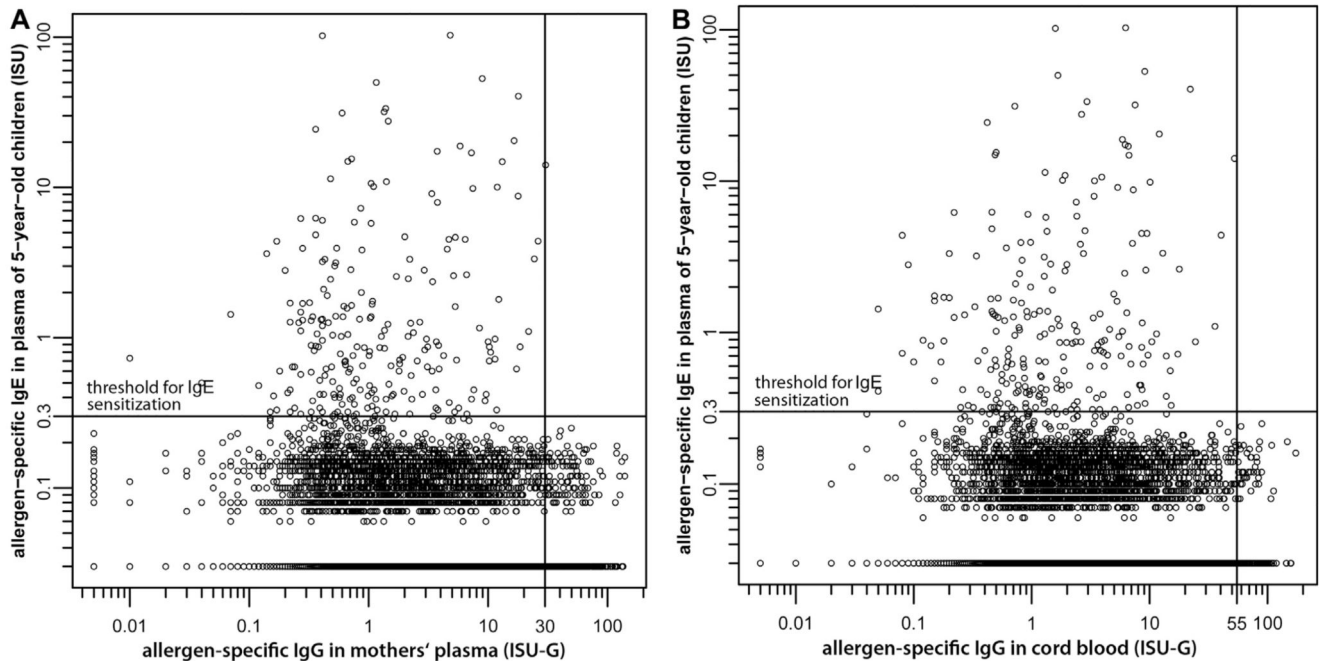 A
allergen-specific IgE in plasma of 5-year-old children (ISU)
100
10
1
0.3
0.1
threshold for IgE
sensitization
0.01 0.1 1 10 30 100
allergen-specific IgG in mothers‘ plasma (ISU-G)
B
allergen-specific IgE in plasma of 5-year-old children (ISU)
100
10
1
0.3
0.1
threshold for IgE
sensitization
0.01 0.1 1 10 55 100
allergen-specific IgG in cord blood (ISU-G)